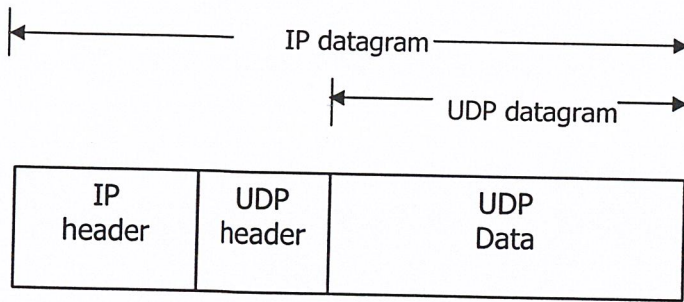 IP datagram
UDP datagram
IP
header
UDP
header
UDP
Data